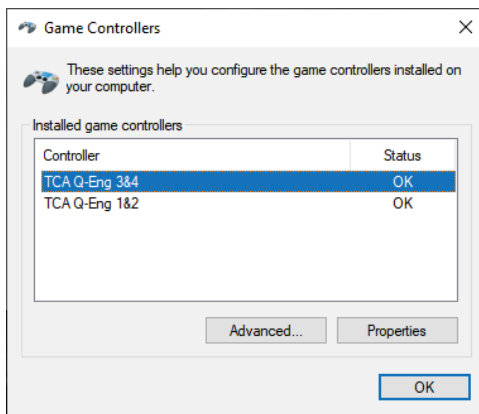 Game Controllers
These settings help you configure the game controllers installed on
your computer.
Installed game controllers
Controller Status
TCA Q-Eng 3&4 OK
TCA Q-Eng 1&2 OK
Advanced... Properties
OK